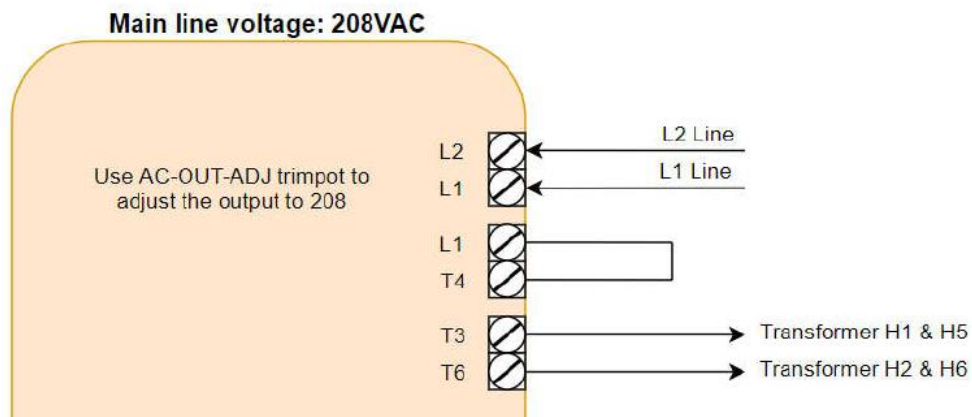 Main line voltage: 208VAC
Use AC-OUT-ADJ trimpot to
adjust the output to 208
L2
L2 Line
L1
L1 Line
L1
T4
T3
Transformer H1 & H5
T6
Transformer H2 & H6